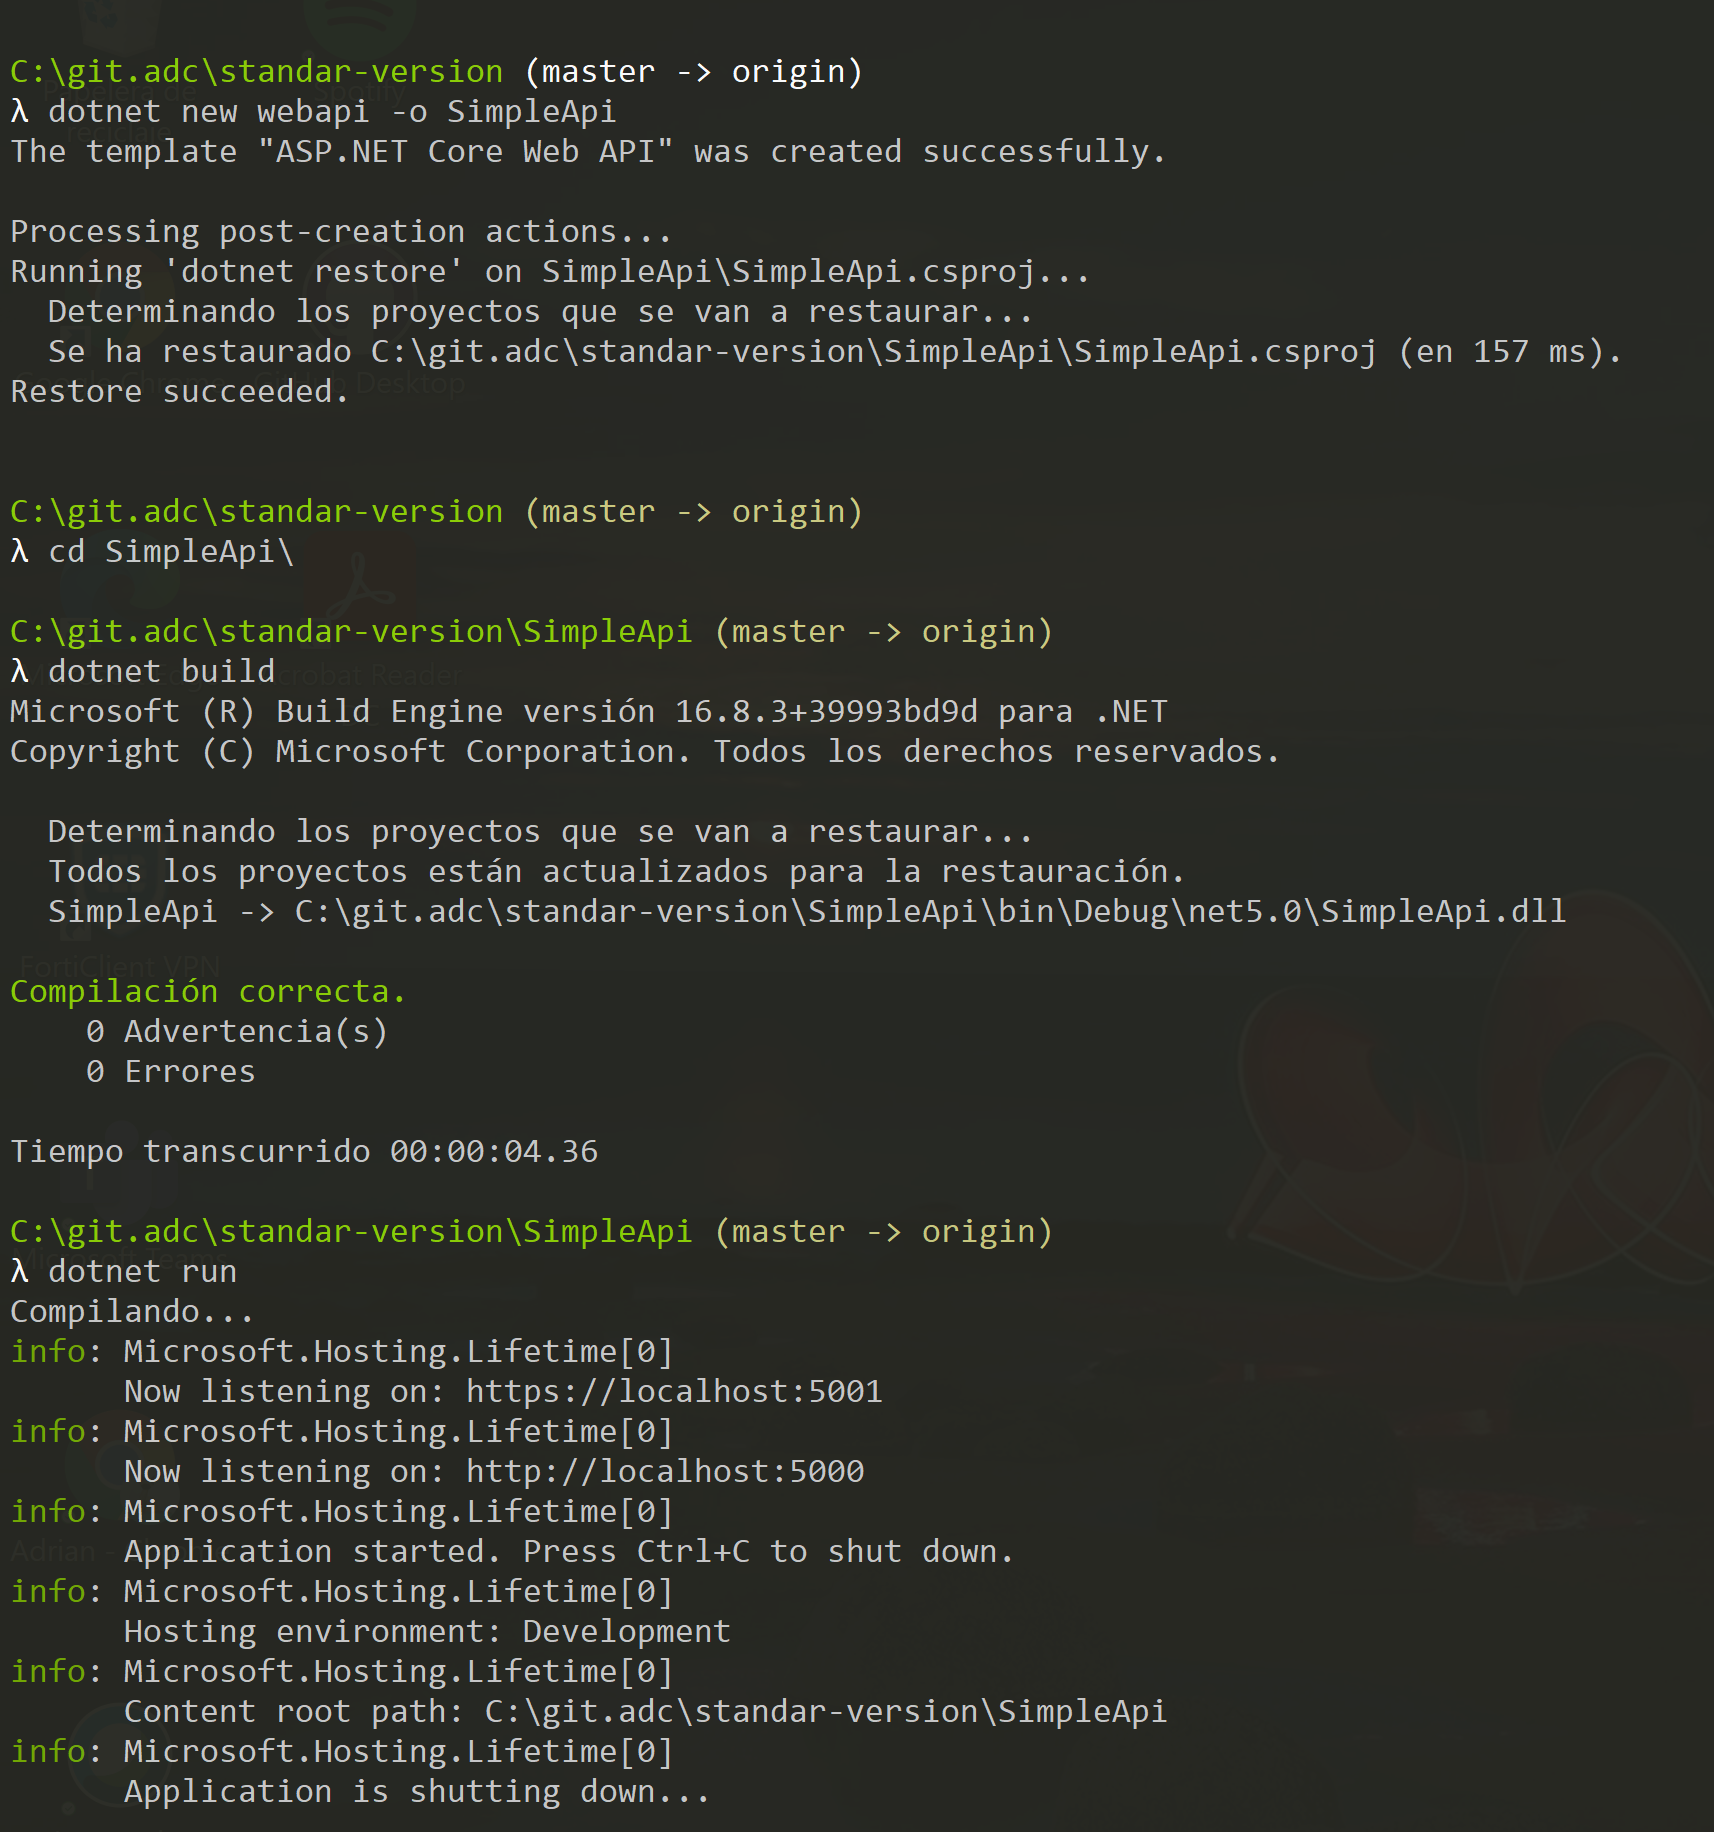 C:\git.adc\standar-version (master -> origin)
λ dotnet new webapi -o SimpleApi
The template "ASP.NET Core Web API" was created successfully.
Processing post-creation actions...
Running 'dotnet restore' on SimpleApi\SimpleApi.csproj...
  Determinando los proyectos que se van a restaurar...
  Se ha restaurado C:\git.adc\standar-version\SimpleApi\SimpleApi.csproj (en 157 ms).
Restore succeeded.
C:\git.adc\standar-version (master -> origin)
λ cd SimpleApi\
C:\git.adc\standar-version\SimpleApi (master -> origin)
λ dotnet build
Microsoft (R) Build Engine versión 16.8.3+39993bd9d para .NET
Copyright (C) Microsoft Corporation. Todos los derechos reservados.
  Determinando los proyectos que se van a restaurar...
  Todos los proyectos están actualizados para la restauración.
  SimpleApi -> C:\git.adc\standar-version\SimpleApi\bin\Debug\net5.0\SimpleApi.dll
FortiClient VPN
Compilación correcta.
    0 Advertencia(s)
    0 Errores
Tiempo transcurrido 00:00:04.36
C:\git.adc\standar-version\SimpleApi (master -> origin)
λ dotnet run
Compilando...
info: Microsoft.Hosting.Lifetime[0]
      Now listening on: https://localhost:5001
info: Microsoft.Hosting.Lifetime[0]
      Now listening on: http://localhost:5000
info: Microsoft.Hosting.Lifetime[0]
      Application started. Press Ctrl+C to shut down.
info: Microsoft.Hosting.Lifetime[0]
      Hosting environment: Development
info: Microsoft.Hosting.Lifetime[0]
      Content root path: C:\git.adc\standar-version\SimpleApi
info: Microsoft.Hosting.Lifetime[0]
      Application is shutting down...